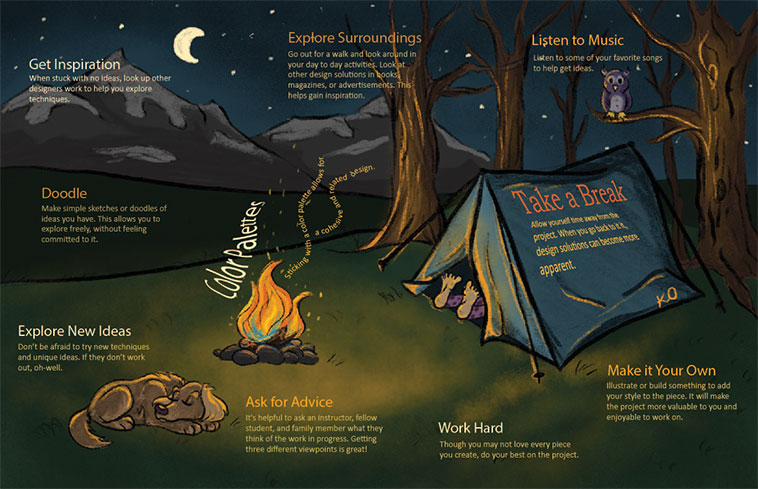 Get Inspiration
When stuck with no ideas, look up other
designers work to help you explore
techniques.
Explore Surroundings
Go out for a walk and look around in
your day to day activities. Look at
other design solutions in books,
magazines, or advertisements. This
helps gain inspiration.
Listen to Music
Listen to some of your favorite songs
to help get ideas.
Doodle
Make simple sketches or doodles of
ideas you have. This allows you to
explore freely, without feeling
committed to it.
Color Palettes
Sticking with a color palette allows for
a cohesive and related design.
Take a Break
Allow yourself time away from the
project. When you go back to it,
design solutions can become more
apparent.
KO
Explore New Ideas
Don't be afraid to try new techniques
and unique ideas. If they don't work
out, oh-well.
Ask for Advice
It's helpful to ask an instructor, fellow
student, and family member what they
think of the work in progress. Getting
three different viewpoints is great!
Work Hard
Though you may not love every piece
you create, do your best on the project.
Make it Your Own
Illustrate or build something to add
your style to the piece. It will make
the project more valuable to you and
enjoyable to work on.